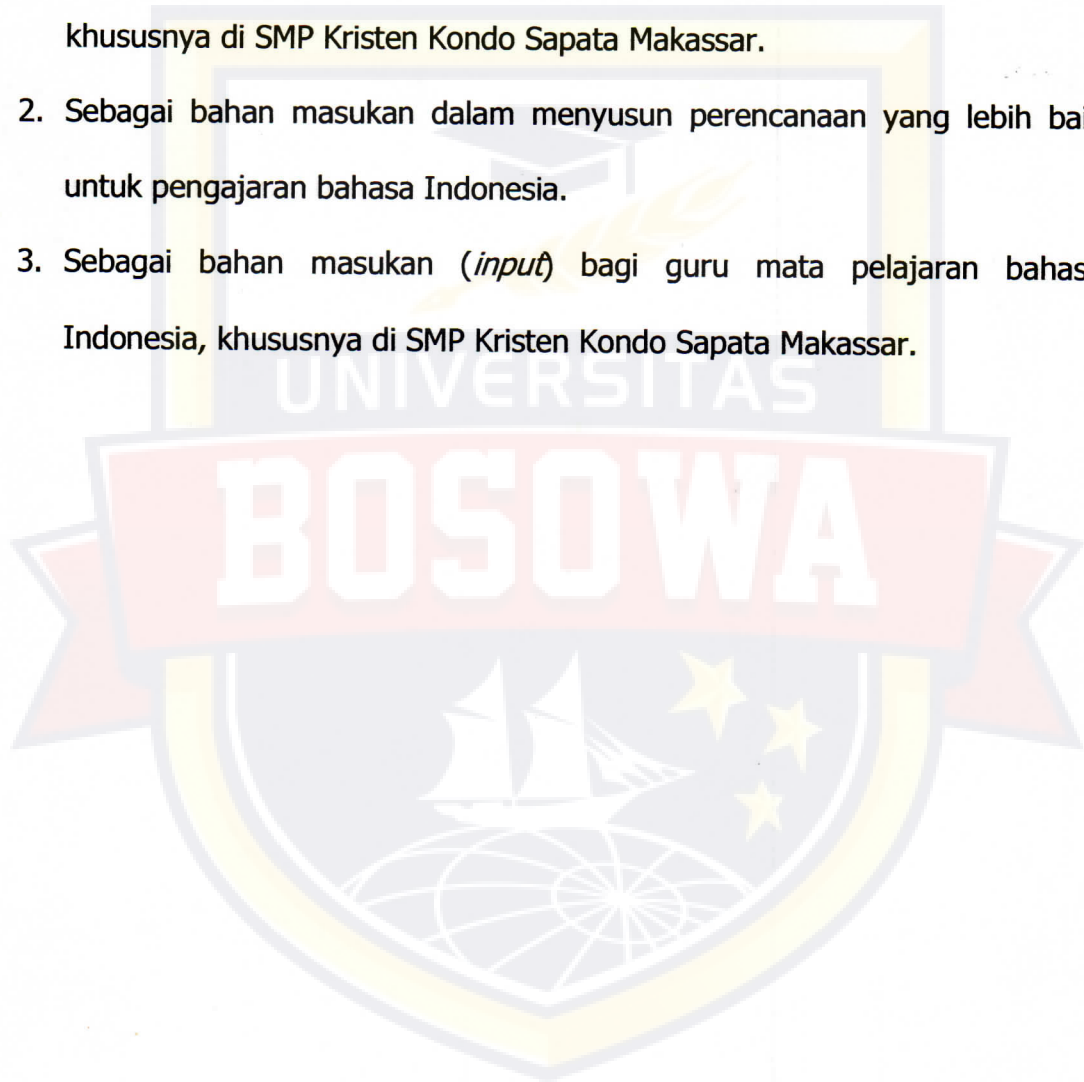 khususnya di SMP Kristen Kondo Sapata Makassar.
2. Sebagai bahan masukan dalam menyusun perencanaan yang lebih bai
untuk pengajaran bahasa Indonesia.
3. Sebagai bahan masukan (input) bagi guru mata pelajaran bahas
Indonesia, khususnya di SMP Kristen Kondo Sapata Makassar.
UNIVERSITAS
BOSOWA